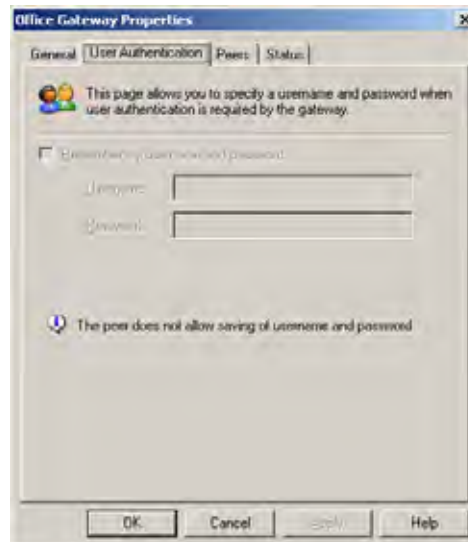 Office Gateway Properties
General User Authentication Peers Status
This page allows you to specify a username and password when
user authentication is required by the gateway.
Remember my username and password
Username:
Password:
The peer does not allow saving of username and password
OK Cancel Apply Help